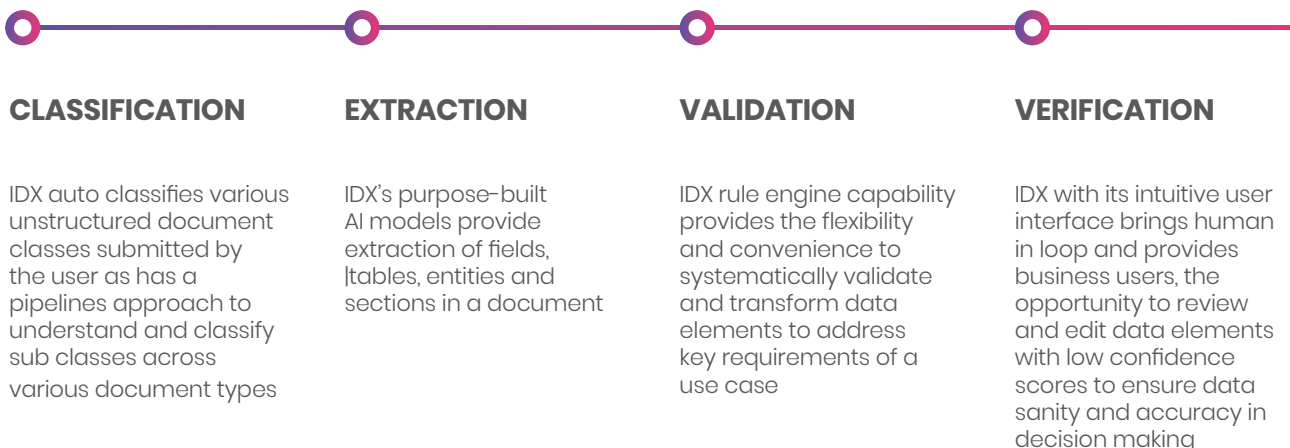 CLASSIFICATION
IDX auto classifies various
unstructured document
classes submitted by
the user as has a
pipelines approach to
understand and classify
sub classes across
various document types
EXTRACTION
IDX’s purpose-built
AI models provide
extraction of fields,
|tables, entities and
sections in a document
VALIDATION
IDX rule engine capability
provides the flexibility
and convenience to
systematically validate
and transform data
elements to address
key requirements of a
use case
VERIFICATION
IDX with its intuitive user
interface brings human
in loop and provides
business users, the
opportunity to review
and edit data elements
with low confidence
scores to ensure data
sanity and accuracy in
decision making